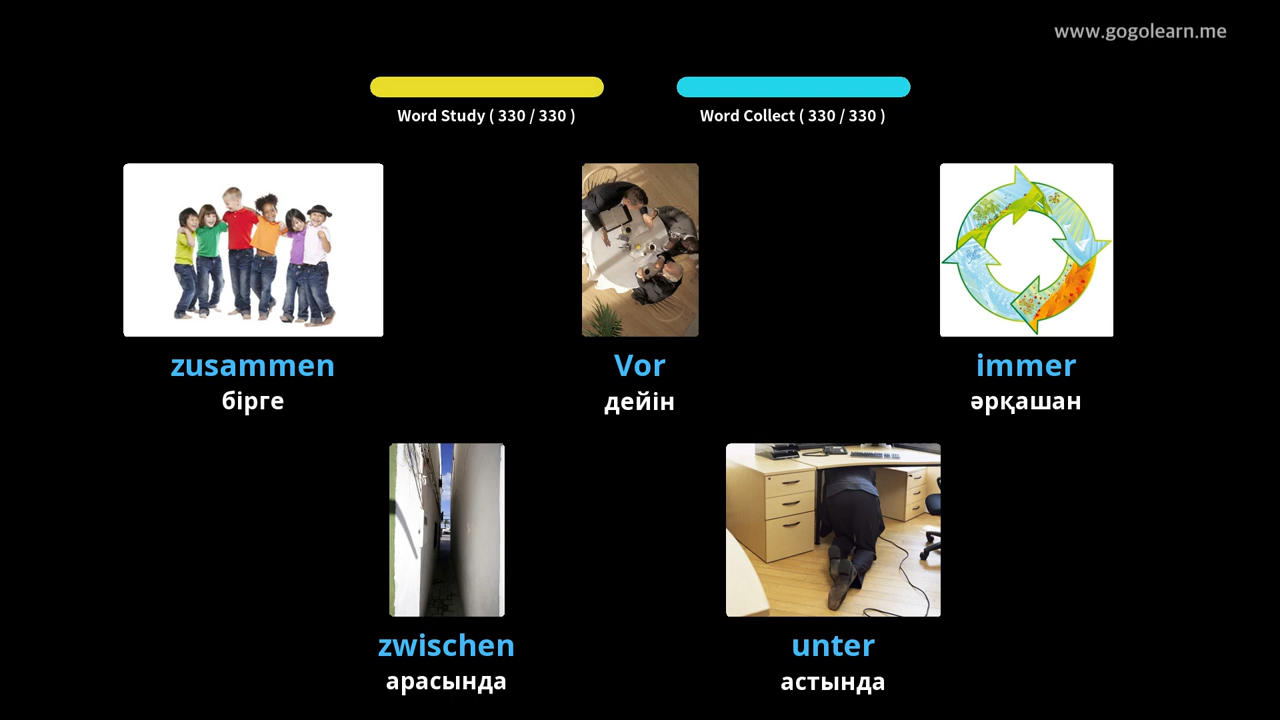 www.gogolearn.me
Word Study ( 330 / 330 )
Word Collect ( 330 / 330 )
zusammen
бірге
Vor
дейін
immer
әрқашан
zwischen
арасында
unter
астында